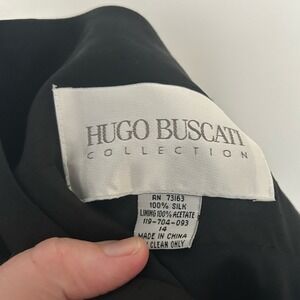 HUGO BUSCATI
COLLECTION
RN 73163
100% SILK
LINING 100% ACETATE
119-704-093
14
MADE IN CHINA
CLEAN ONLY